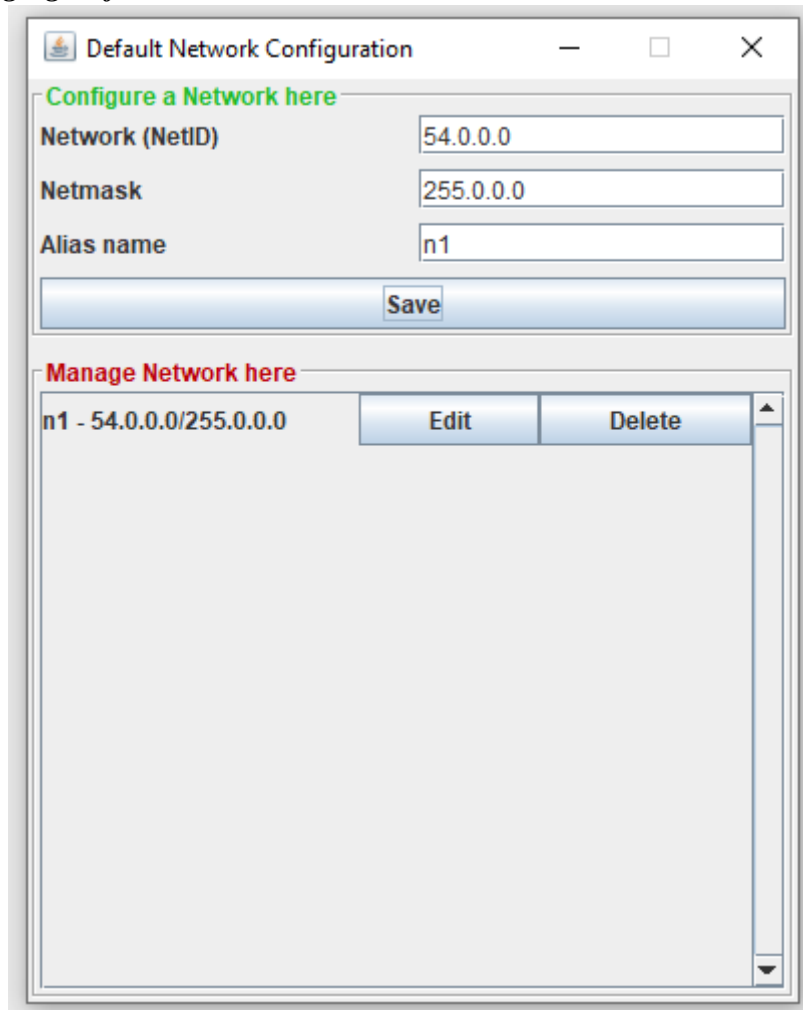 Default Network Configuration
Configure a Network here
Network (NetID) 54.0.0.0
Netmask 255.0.0.0
Alias name n1
Save
Manage Network here
n1 - 54.0.0.0/255.0.0.0 Edit Delete